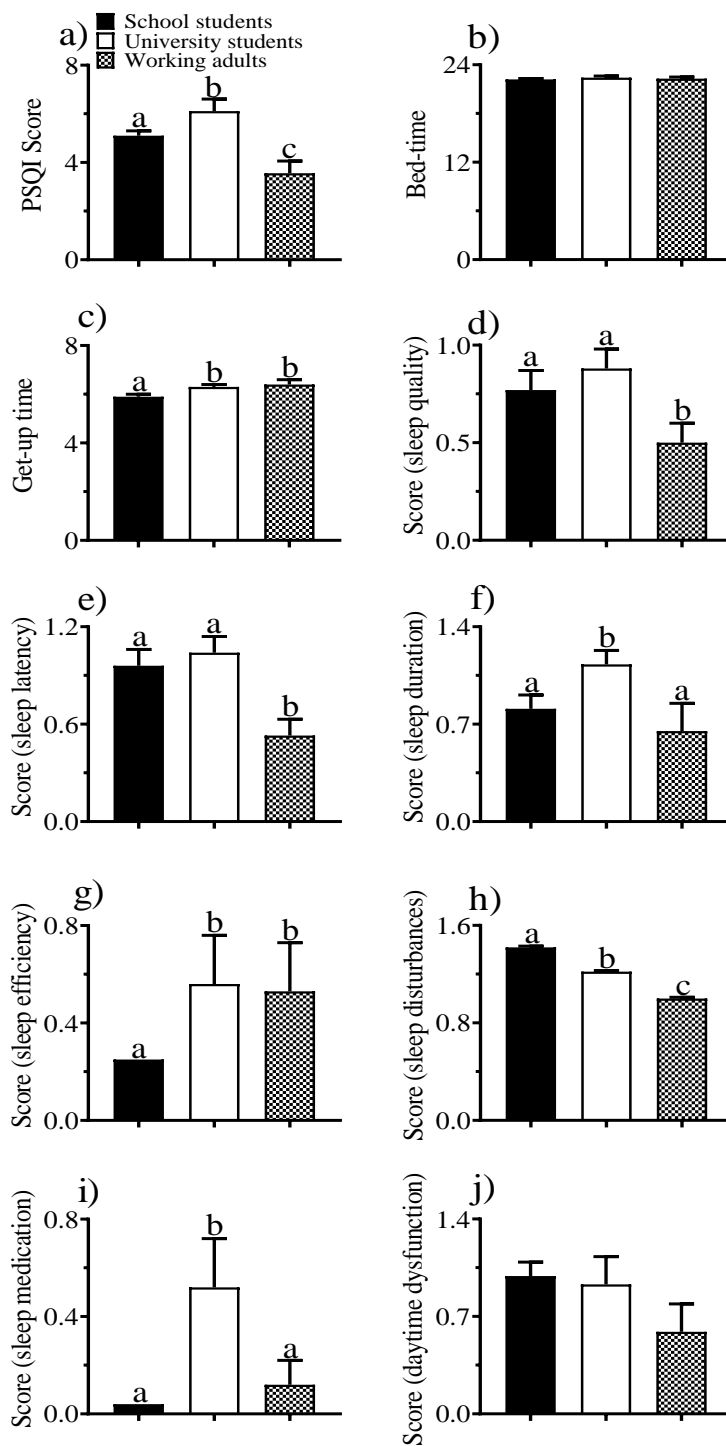 a)
School students
University students
Working adults
8
4
0
PSQI Score
a
b
c
b)
24
12
0
Bed-time
c)
8
4
0
Get-up time
a
b
b
d)
1.0
0.5
0.0
Score (sleep quality)
a
a
b
e)
1.2
0.6
0.0
Score (sleep latency)
a
a
b
f)
1.4
0.7
0.0
Score (sleep duration)
a
b
a
g)
0.8
0.4
0.0
Score (sleep efficiency)
a
b
b
h)
1.6
0.8
0.0
Score (sleep disturbances)
a
b
c
i)
0.8
0.4
0.0
Score (sleep medication)
a
b
a
j)
1.4
0.7
0.0
Score (daytime dysfunction)